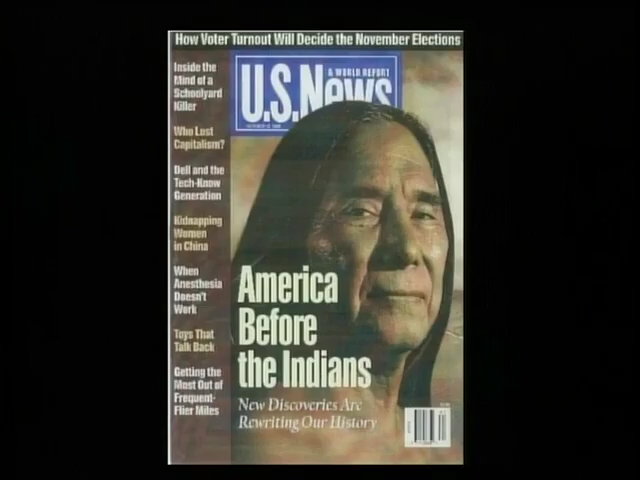 How Voter Turnout Will Decide the November Elections
Inside the
Mind of a
Schoolyard
Killer
Who Lost
Capitalism?
Dell and the
Tech-Know
Generation
Kidnapping
Women
in China
When
Anesthesia
Doesn't
Work
Toys That
Talk Back
Getting the
Most Out of
Frequent-
Flier Miles
& WORLD REPORT
U.S.News
America
Before
the Indians
New Discoveries Are
Rewriting Our History